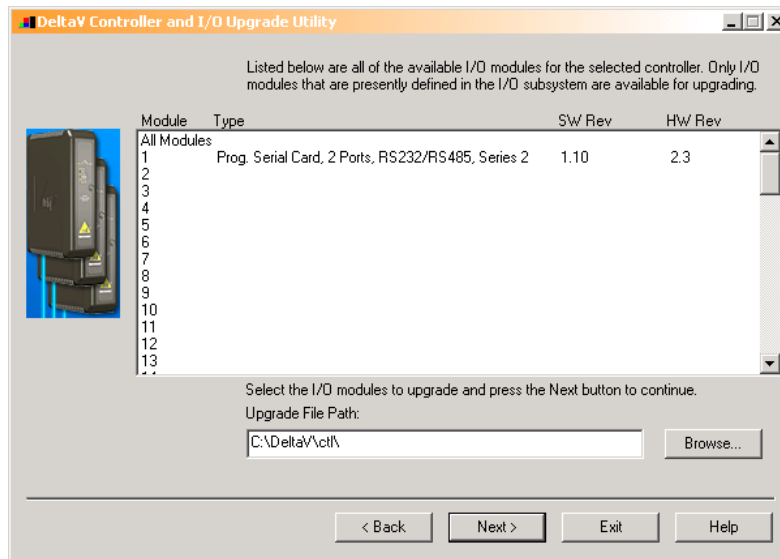 DeltaV Controller and I/O Upgrade Utility
Listed below are all of the available I/O modules for the selected controller. Only I/O
modules that are presently defined in the I/O subsystem are available for upgrading.
Module Type SW Rev HW Rev
All Modules
1 Prog. Serial Card, 2 Ports, RS232/RS485, Series 2 1.10 2.3
2
3
4
5
6
7
8
9
10
11
12
13
Select the I/O modules to upgrade and press the Next button to continue.
Upgrade File Path:
C:\DeltaV\ctl\
Browse...
< Back Next > Exit Help